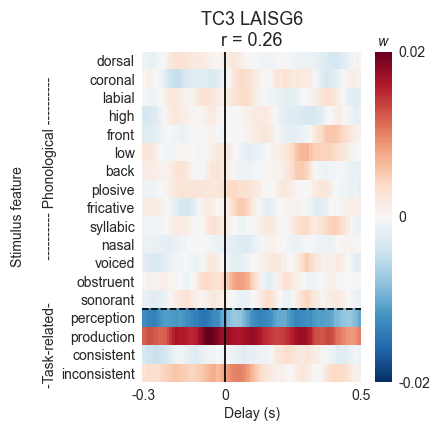 TC3 LAISG6
r = 0.26
w
dorsal
coronal
labial
high
front
low
back
plosive
fricative
syllabic
nasal
voiced
obstruent
sonorant
perception
production
consistent
inconsistent
Stimulus feature
-Task-related- ---------- Phonological ----------
-0.3 0 0.5
Delay (s)
0.02
0
-0.02